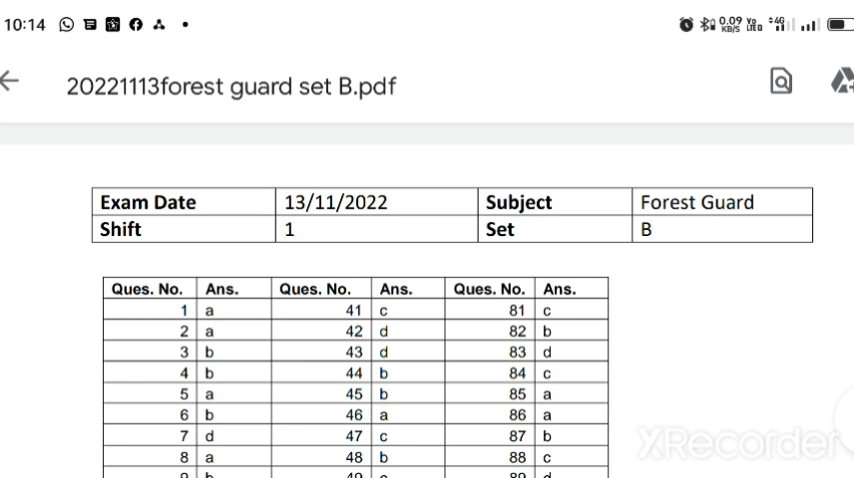 10:14 0.09 KB/S 4G
20221113forest guard set B.pdf
Exam Date 13/11/2022 Subject Forest Guard
Shift 1 Set B
Ques. No. Ans. Ques. No. Ans. Ques. No. Ans.
1 a 41 c 81 c
2 a 42 d 82 b
3 b 43 d 83 d
4 b 44 b 84 c
5 a 45 b 85 a
6 b 46 a 86 a
7 d 47 c 87 b
8 a 48 b 88 c
XRecorder